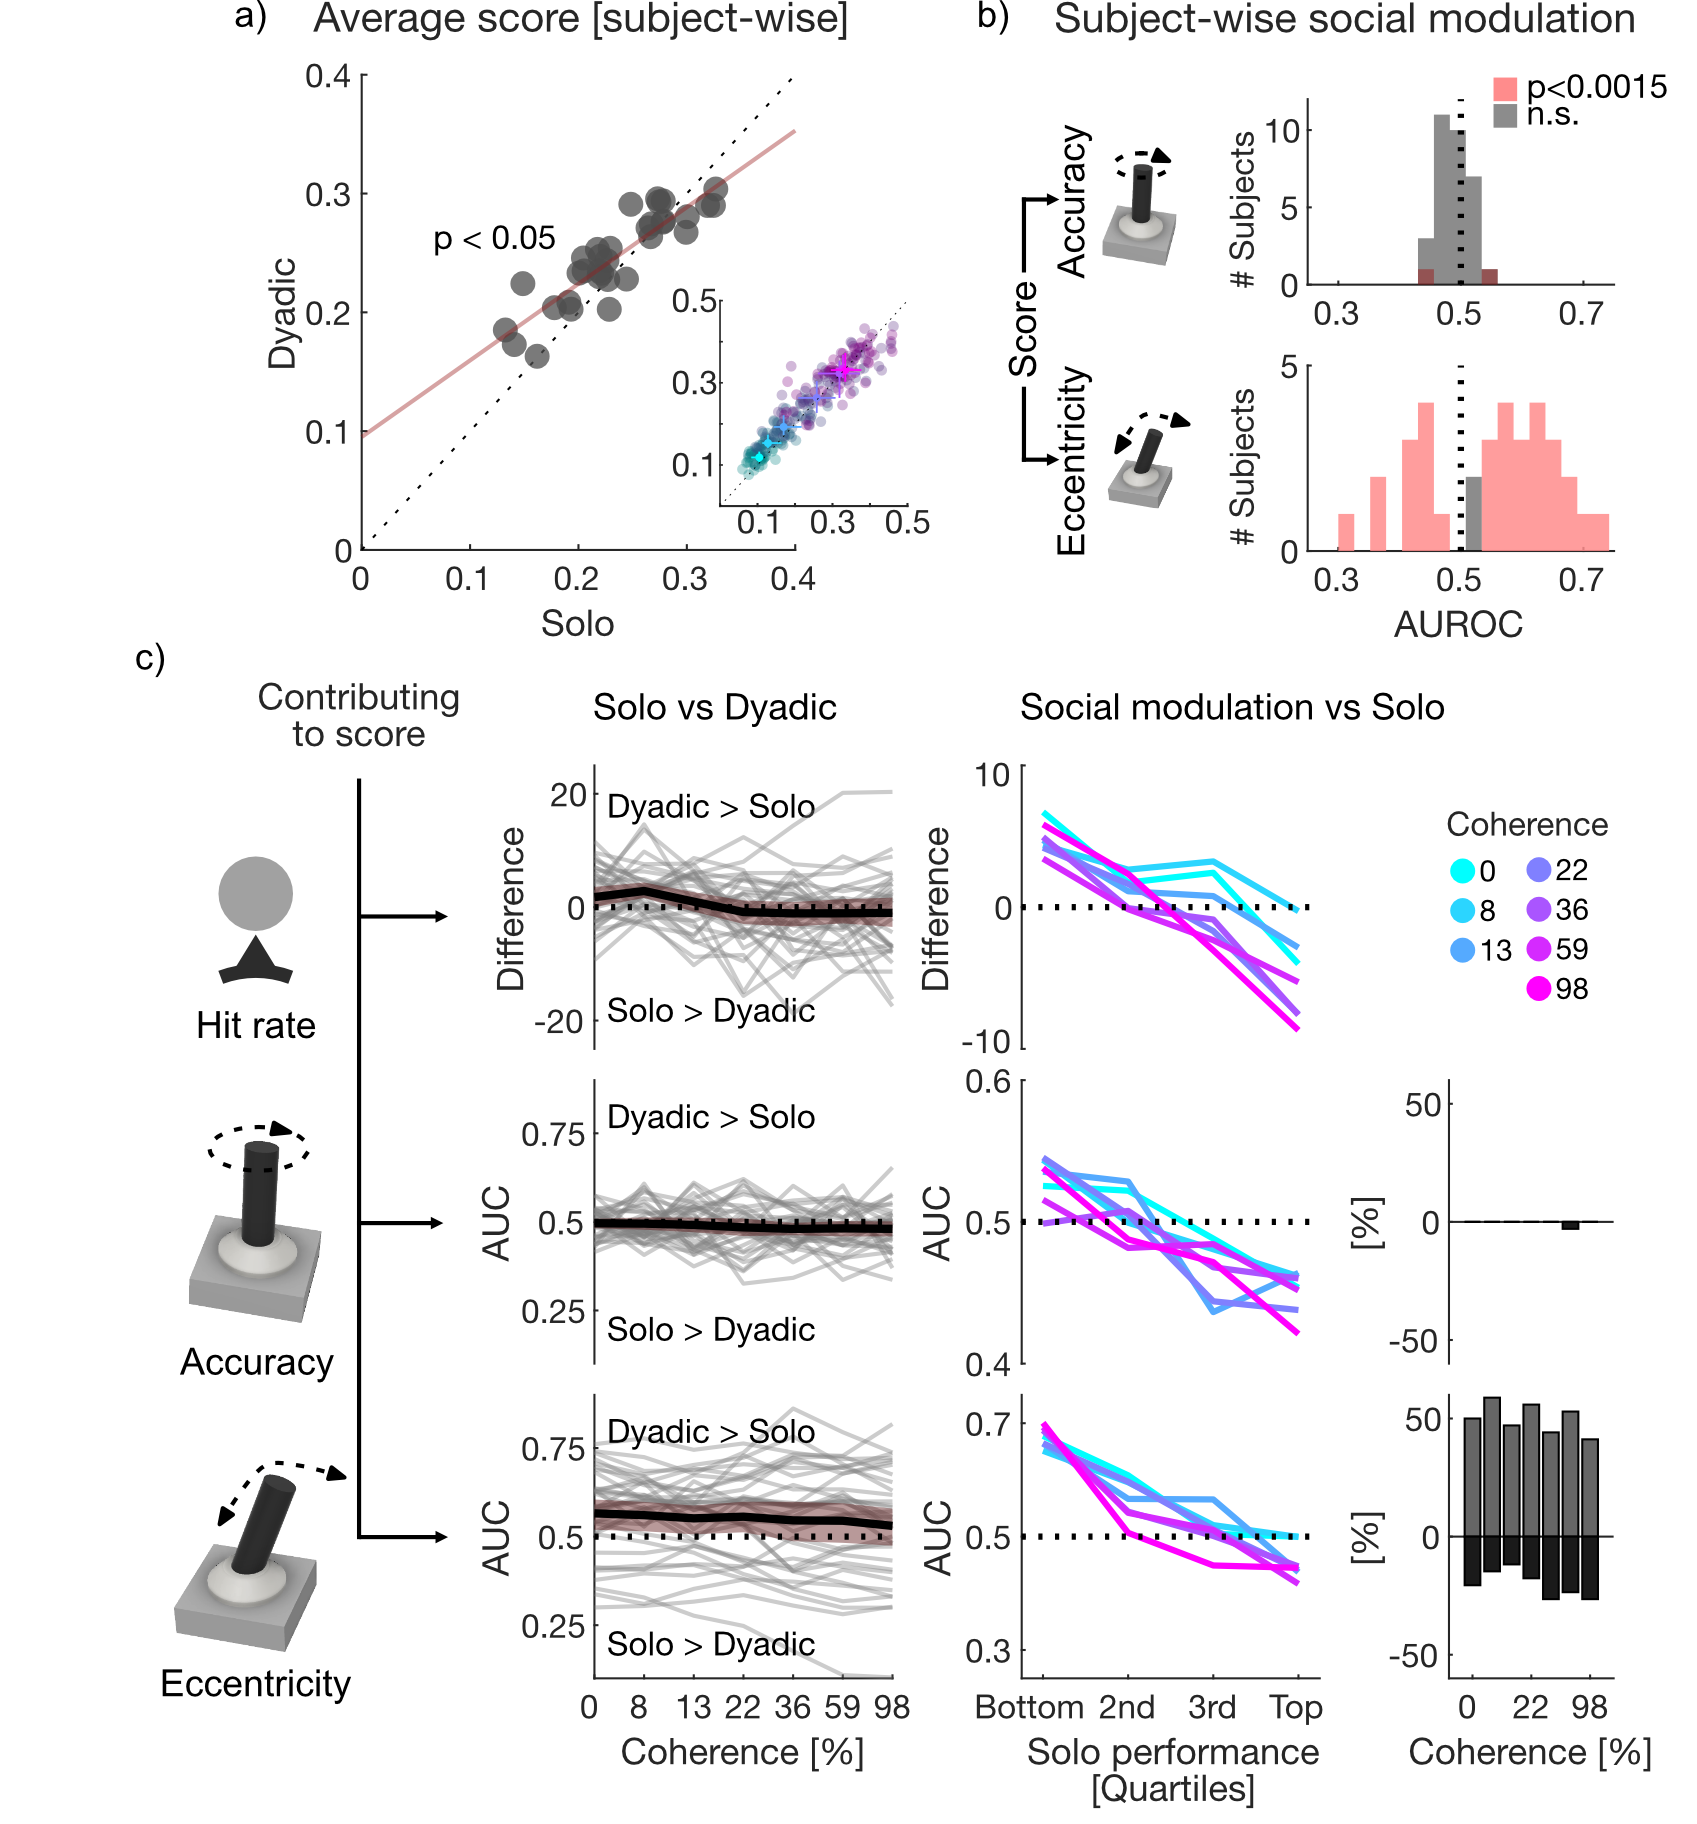 a)
Average score [subject-wise]
0.4
0.3
0.2
0.1
0
Dyadic
p < 0.05
0.5
0.3
0.1
0.1 0.3 0.5
0 0.1 0.2 0.3 0.4
Solo
b)
Subject-wise social modulation
p<0.0015
n.s.
Score
Accuracy
# Subjects
10
5
0
0.3 0.5 0.7
Eccentricity
# Subjects
5
0
0.3 0.5 0.7
AUROC
c)
Contributing
to score
Solo vs Dyadic
Social modulation vs Solo
Hit rate
Difference
20
0
-20
Dyadic > Solo
Solo > Dyadic
Difference
10
0
-10
Coherence
0 22
8 36
13 59
98
Accuracy
AUC
0.75
0.5
0.25
Dyadic > Solo
Solo > Dyadic
AUC
0.6
0.5
0.4
[%]
50
0
-50
Eccentricity
AUC
0.75
0.5
0.25
Dyadic > Solo
Solo > Dyadic
0 8 13 22 36 59 98
Coherence [%]
AUC
0.7
0.5
0.3
Bottom 2nd 3rd Top
Solo performance
[Quartiles]
[%]
50
0
-50
0 22 98
Coherence [%]